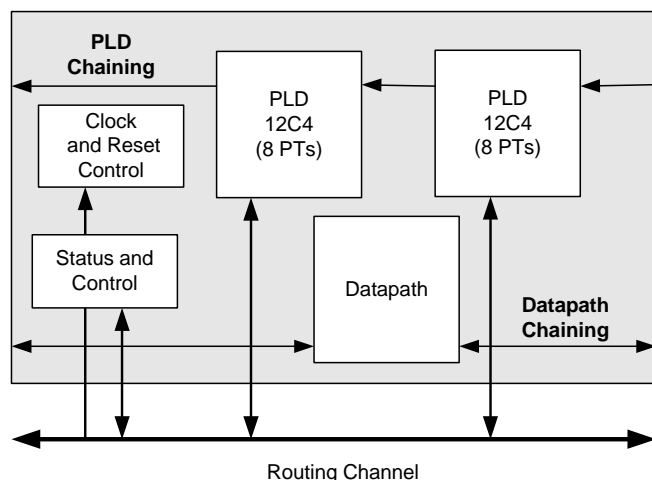 PLD
Chaining
PLD
12C4
(8 PTs)
PLD
12C4
(8 PTs)
Clock
and Reset
Control
Status and
Control
Datapath
Datapath
Chaining
Routing Channel